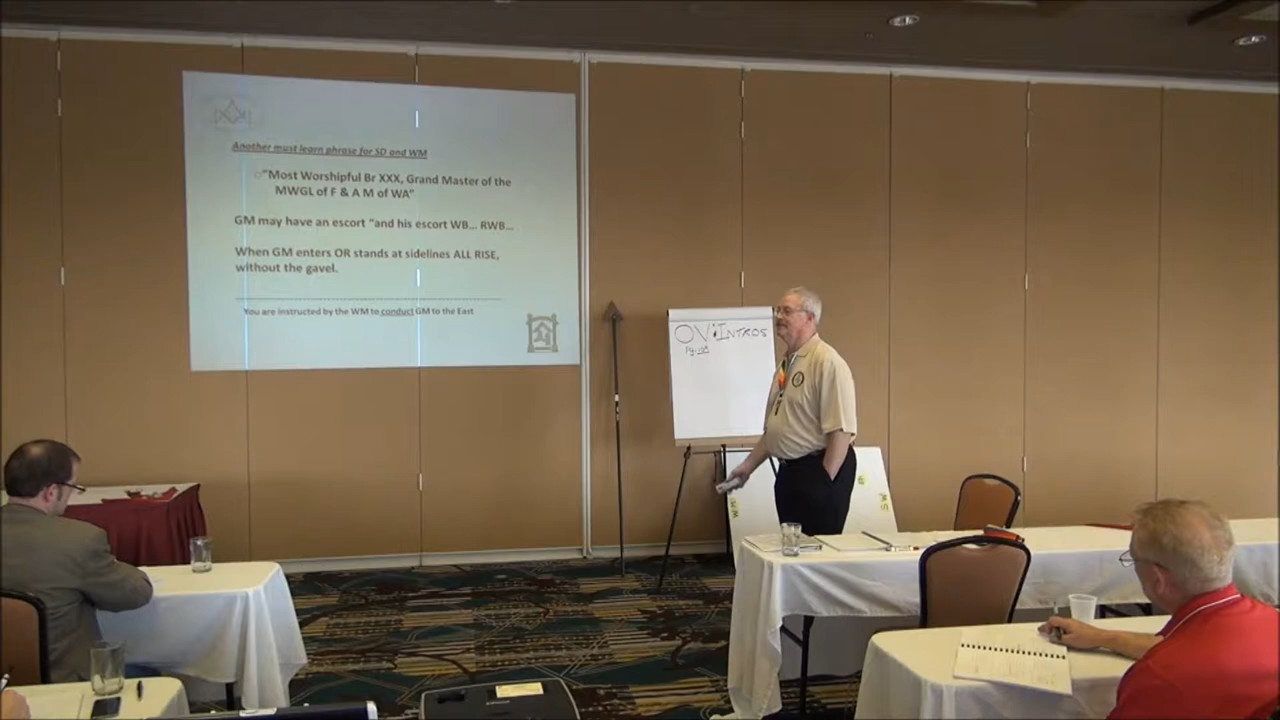 Another must learn phrase for SD and WM
"Most Worshipful Br XXX, Grand Master of the
MWGL of F & A M of WA"
GM may have an escort "and his escort WB... RWB...
When GM enters OR stands at sidelines ALL RISE,
without the gavel.
You are instructed by the WM to conduct GM to the East
OV: INTROS
SW